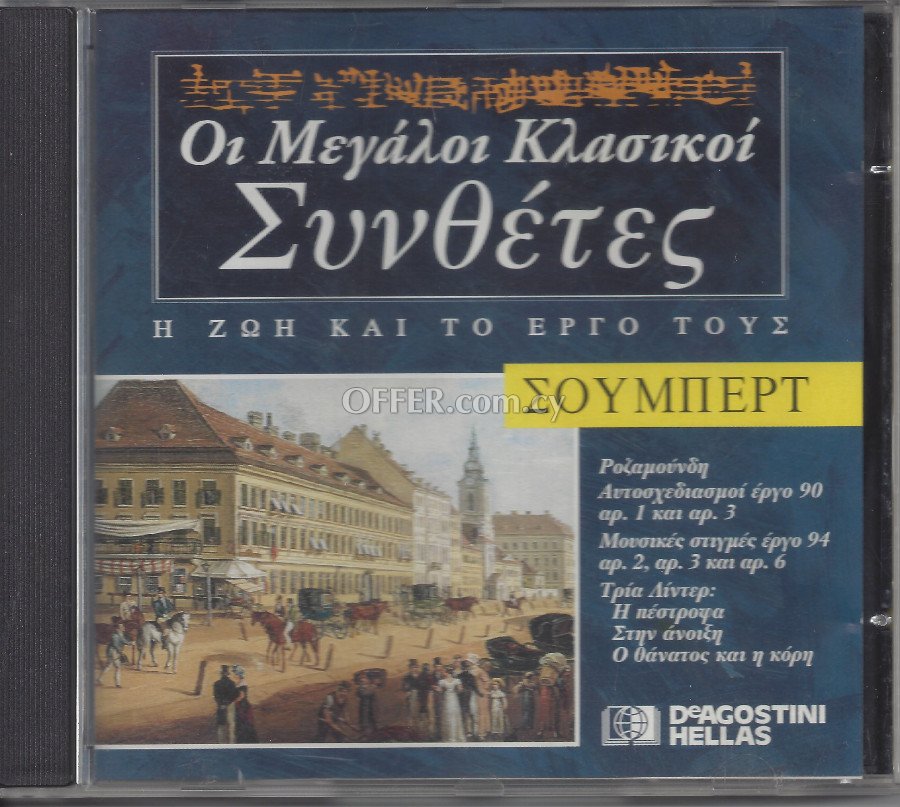 Οι Μεγάλοι Κλασικοί
Συνθέτες
Η ΖΩΗ ΚΑΙ ΤΟ ΕΡΓΟ ΤΟΥΣ
ΣΟΥΜΠΕΡΤ
OFFER.com.cy
Ροζαμούνδη
Αυτοσχεδιασμοί έργο 90
αρ. 1 και αρ. 3
Μουσικές στιγμές έργο 94
αρ. 2, αρ. 3 και αρ. 6
Τρία Λίντερ:
Η πέστροφα
Στην άνοιξη
Ο θάνατος και η κόρη
DeAGOSTINI
HELLAS